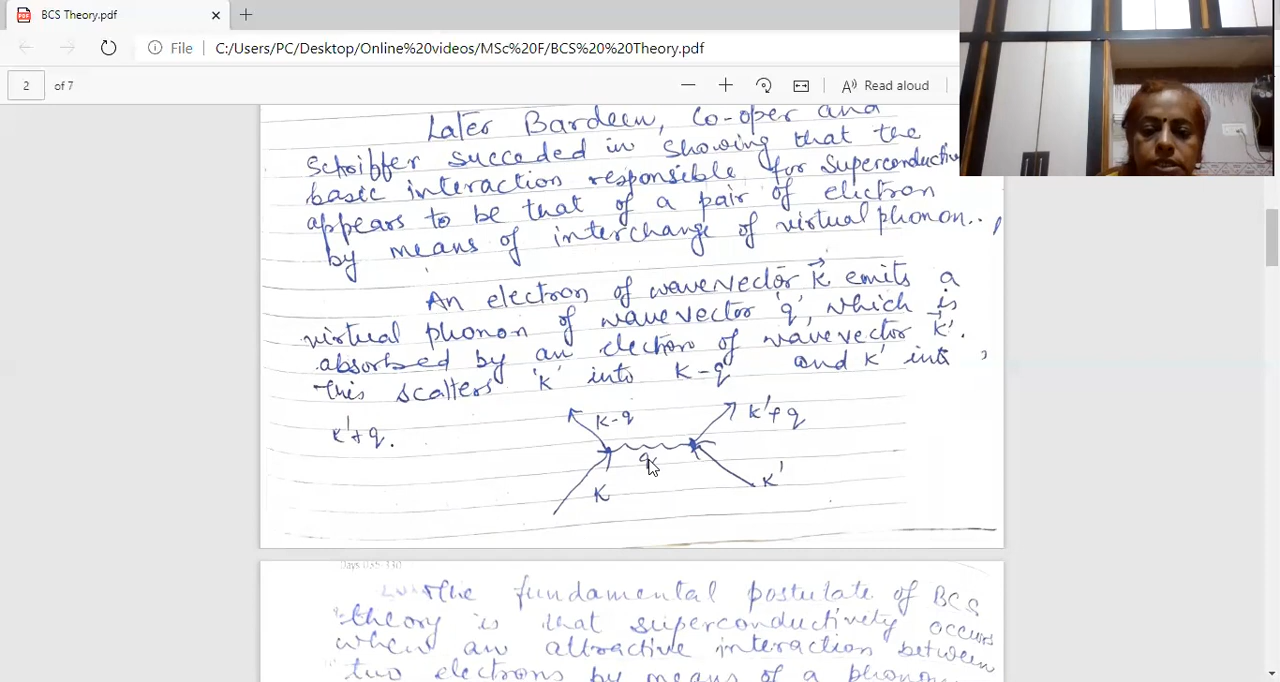 BCS Theory.pdf
File
C:/Users/PC/Desktop/Online%20videos/MSc%20F/BCS%20%20Theory.pdf
2 of 7
Read aloud
Later Bardeen, Co-oper and
Schriffer succeded in showing that the
basic interaction responsible for superconductiv
appears to be that of a pair of electron
by means of interchange of virtual phonon..,
An electron of wavevector k⃗ emits a
virtual phonon of wavevector 'q', which is
absorbed by an electron of wavevector k⃗'.
This scatters 'k' into K-q and K' into
K'+q.
K-q
K'+q
q
K
K'
The fundamental postulate of BCS
theory is that superconductivity occurs
when an attractive interaction between
two electrons by means of a phonon